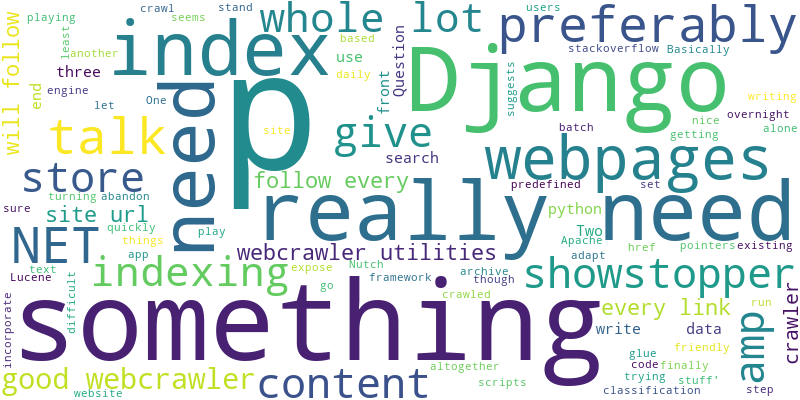 playing
crawl
seems
stand
whole lot
users
preferably
will follow
least
another
index
based
Question
stackoverflow
Basically
three
use
daily
Django
suggests
writing
end
engine
let
One
need
p
front
batch
nice
overnight
talk
site
give
getting
alone
search
webpages
store
follow every
predefined
set
turning
abandon
really need
sure
site url
quickly
play
python
Two
NET
things
app
webcrawler utilities
Apache
href
pointers
existing
adapt
Lucene
text
indexing
expose
Nutch
archive
though
showstopper
go
framework
incorporate
difficult
something
crawled
every link
run
amp
crawler
write
data
glue
code
friendly
finally
trying
stuff'
good webcrawler
content
altogether
scripts
website
classification
step